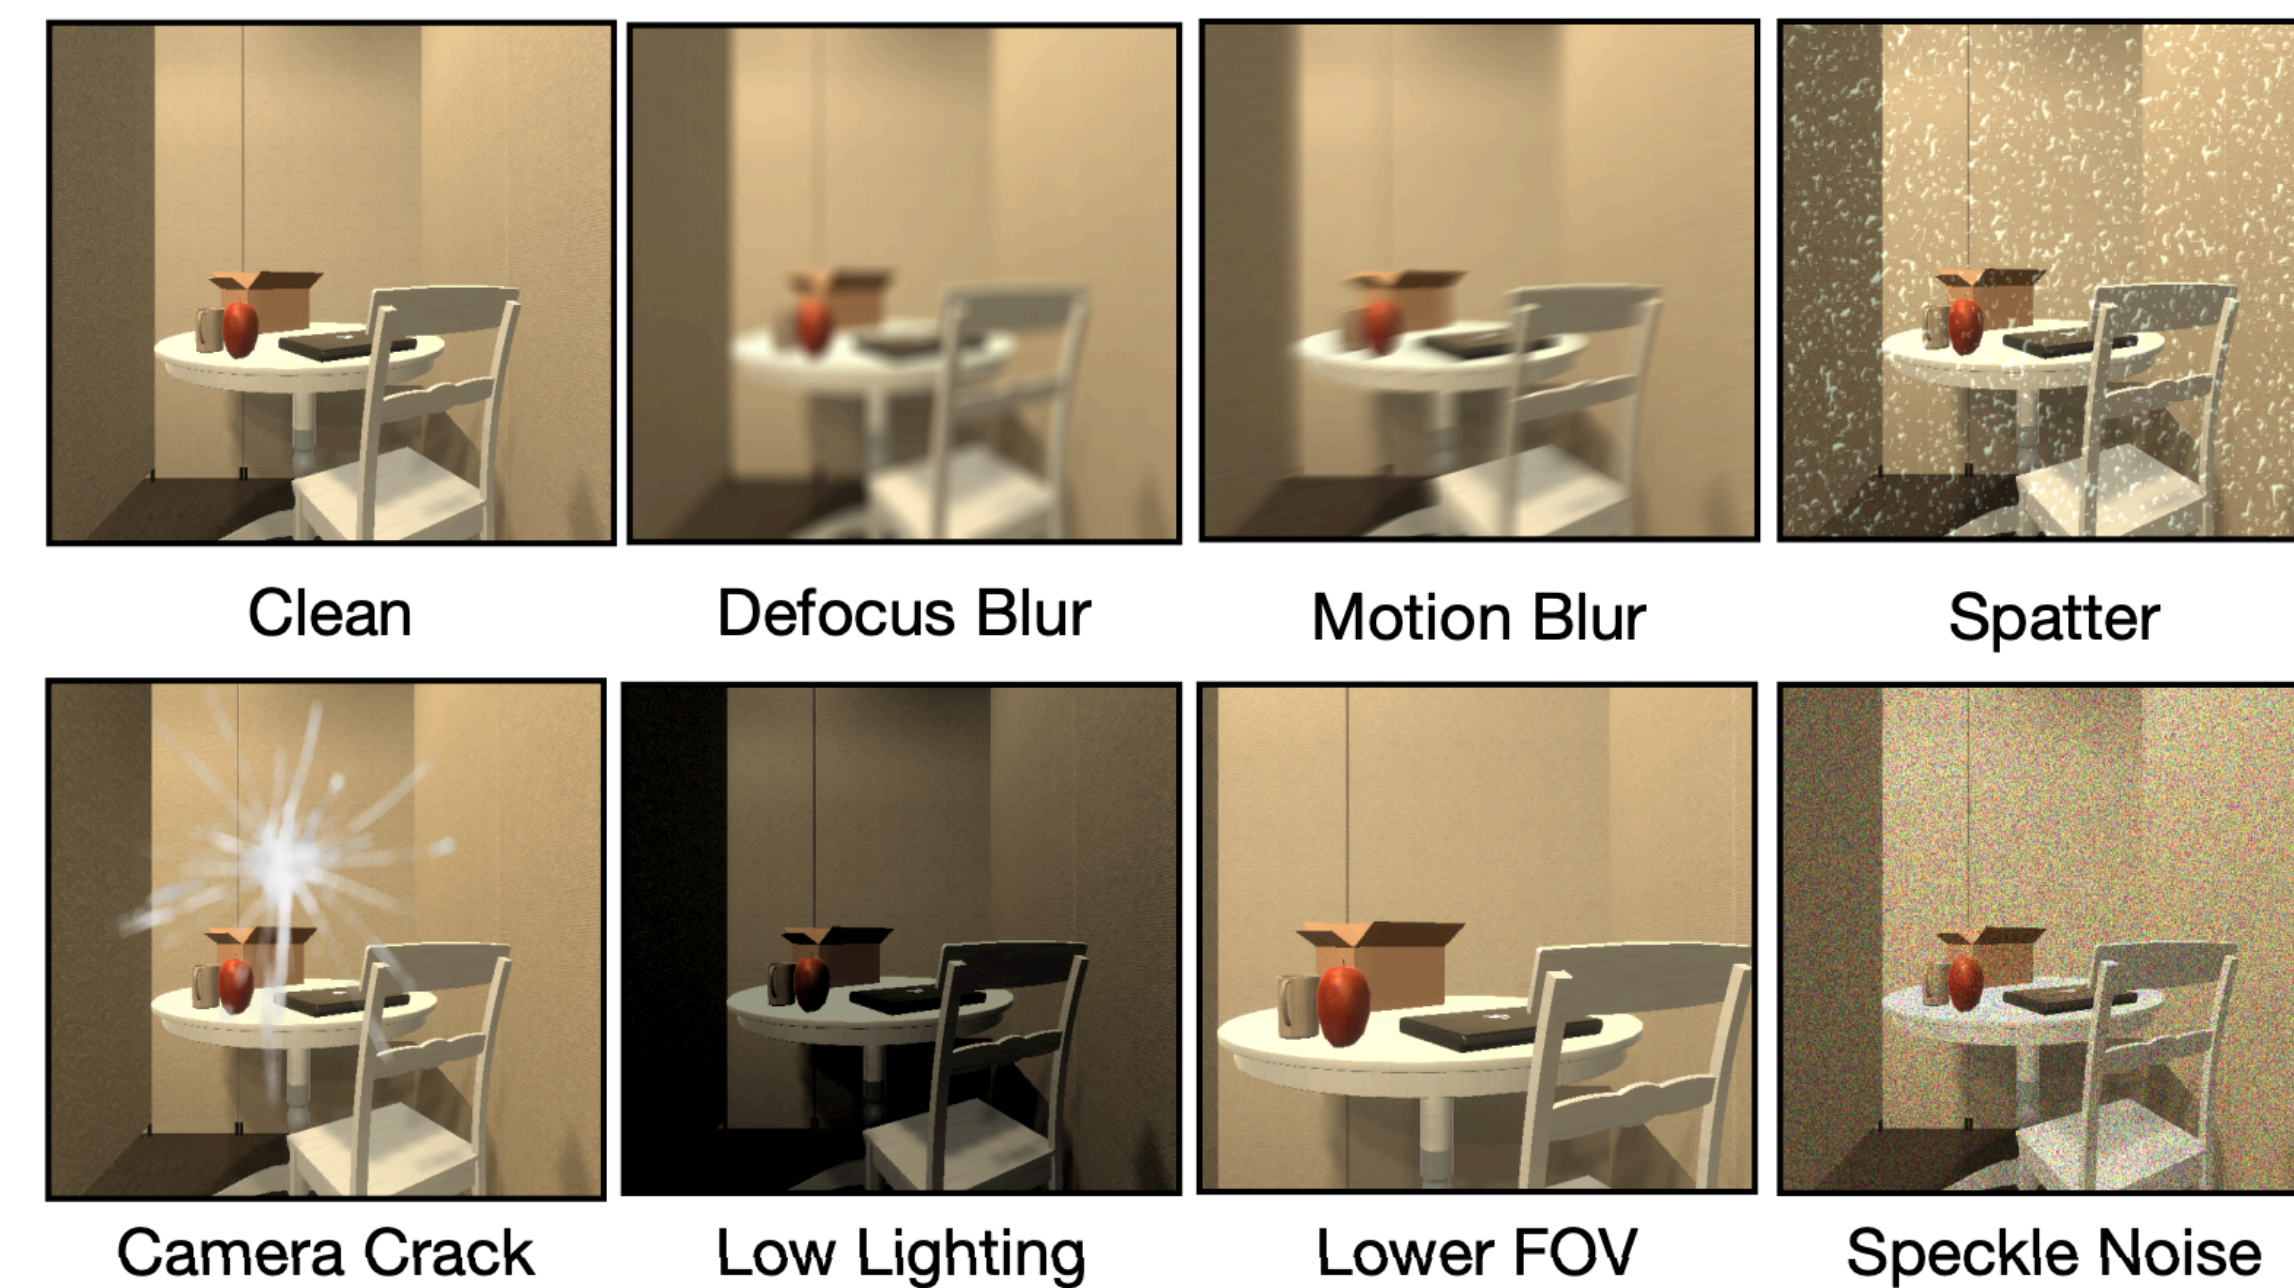 Clean
Defocus Blur
Motion Blur
Spatter
Camera Crack
Low Lighting
Lower FOV
Speckle Noise